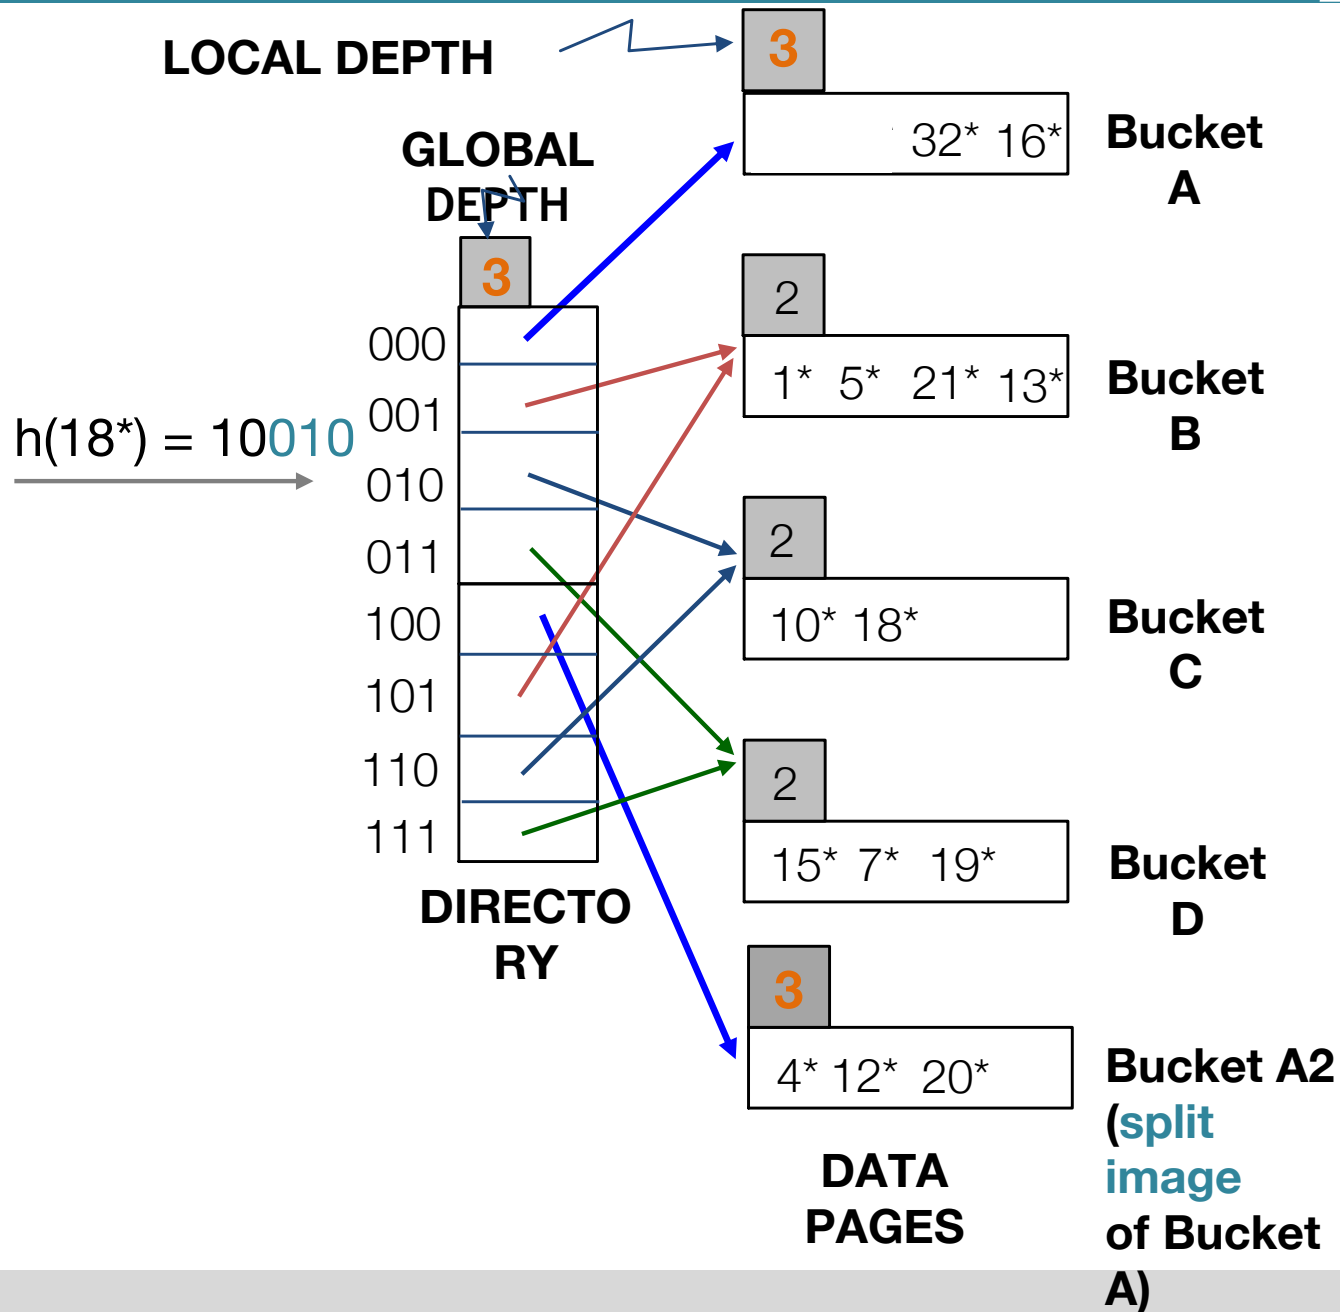 LOCAL DEPTH
3
32* 16*
Bucket
A
GLOBAL
DEPTH
3
2
1* 5* 21* 13*
Bucket
B
h(18*) = 10010
000
001
010
011
100
101
110
111
DIRECTO
RY
2
10* 18*
Bucket
C
2
15* 7* 19*
Bucket
D
3
4* 12* 20*
Bucket A2
(split
image
of Bucket
A)
DATA
PAGES